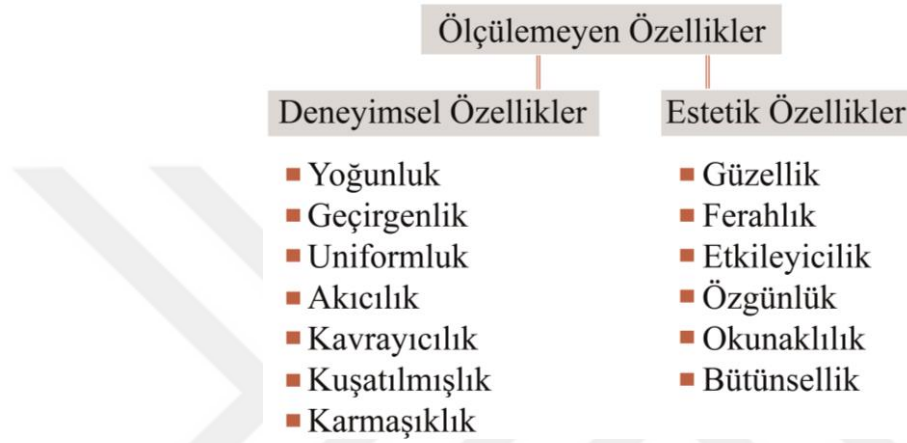 Ölçülemeyen Özellikler
Deneyimsel Özellikler
Yoğunluk
Geçirgenlik
Uniformluk
Akıcılık
Kavrayıcılık
Kuşatılmışlık
Karmaşıklık
Estetik Özellikler
Güzellik
Ferahlık
Etkileyicilik
Özgünlük
Okunaklılık
Bütünsellik